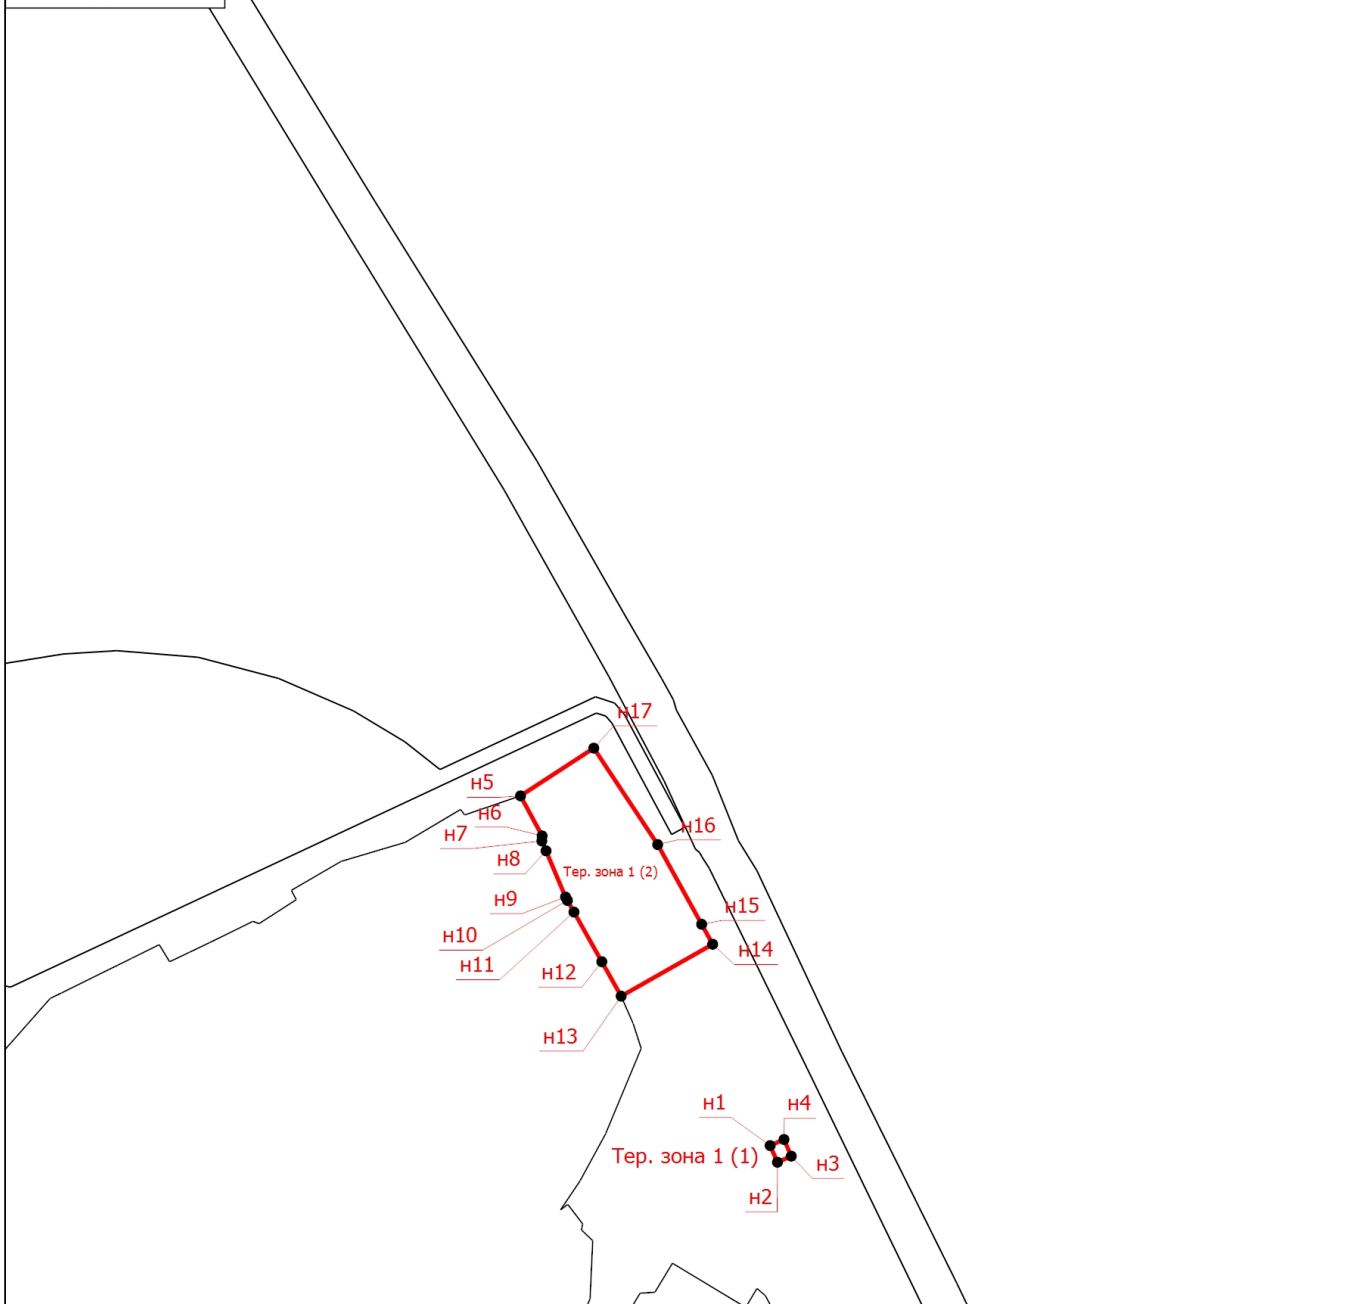 н17
н5
н6
н16
н7
н8
Тер. зона 1 (2)
н9
н15
н10
н14
н11
н12
н13
н1
н4
Тер. зона 1 (1)
н3
н2